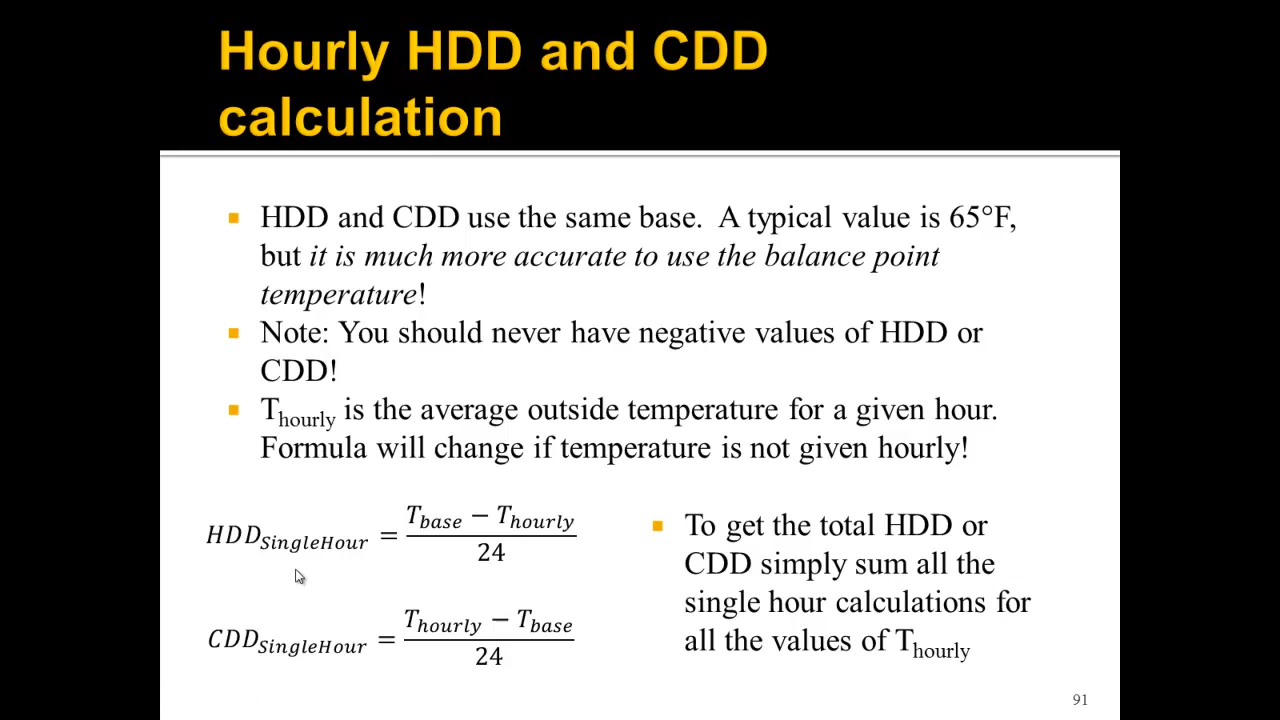 Hourly HDD and CDD
calculation
HDD and CDD use the same base. A typical value is 65°F,
but it is much more accurate to use the balance point
temperature!
Note: You should never have negative values of HDD or
CDD!
T_hourly is the average outside temperature for a given hour.
Formula will change if temperature is not given hourly!
HDD_SingleHour = (T_base − T_hourly) / 24
CDD_SingleHour = (T_hourly − T_base) / 24
To get the total HDD or
CDD simply sum all the
single hour calculations for
all the values of T_hourly
91